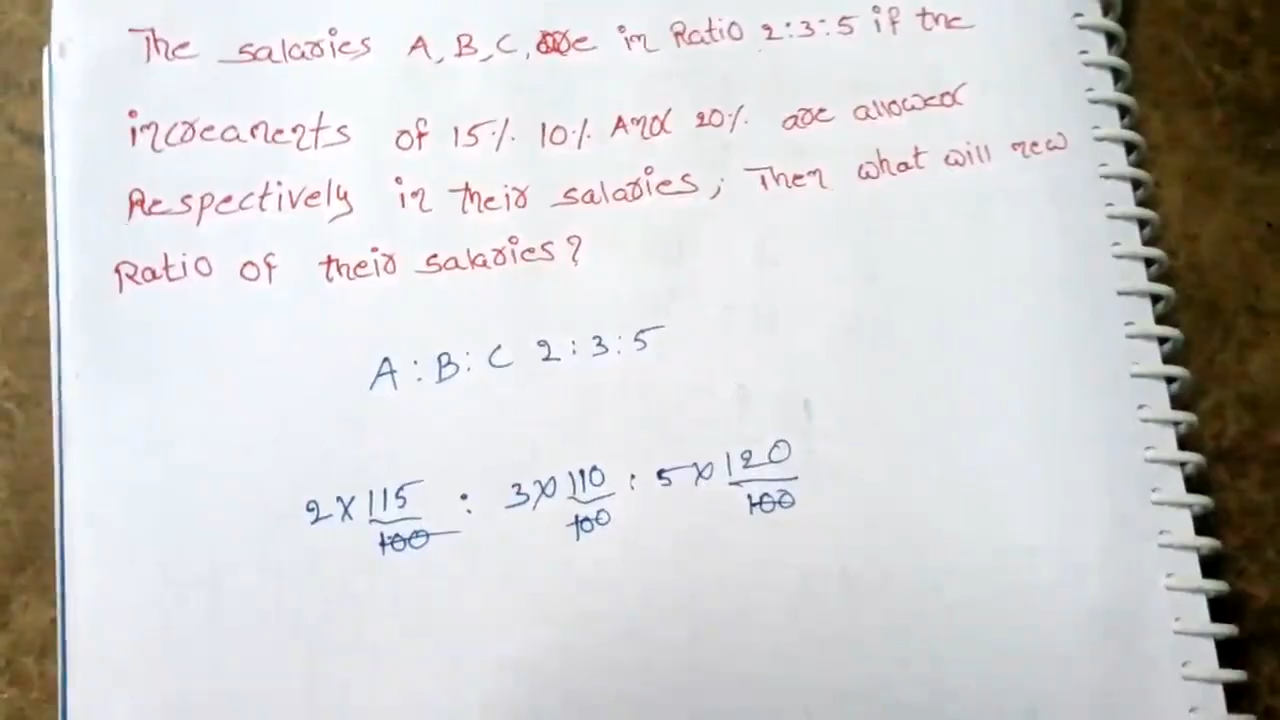 The salaries A, B, C, are in Ratio 2:3:5 if the
increaments of 15% 10% And 20% are allowed
Respectively in their salaries, Then what will new
Ratio of their salaries?
A : B : C 2 : 3 : 5
2 × 115/100 : 3 × 110/100 : 5 × 120/100